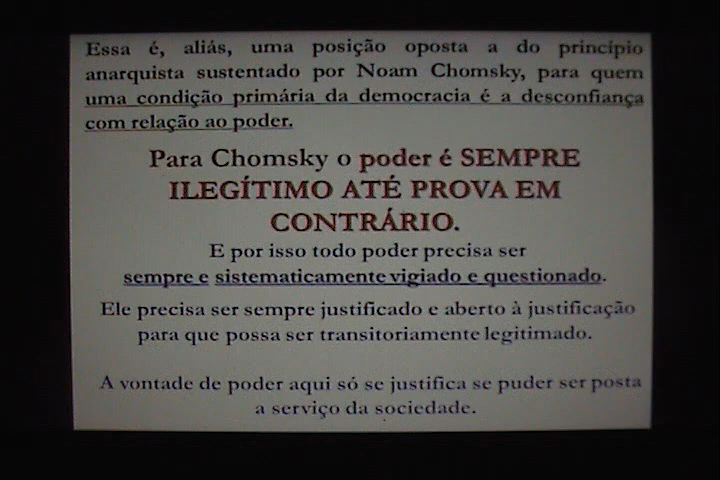 Essa é, aliás, uma posição oposta a do princípio
anarquista sustentado por Noam Chomsky, para quem
uma condição primária da democracia é a desconfiança
com relação ao poder.
Para Chomsky o poder é SEMPRE
ILEGÍTIMO ATÉ PROVA EM
CONTRÁRIO.
E por isso todo poder precisa ser
sempre e sistematicamente vigiado e questionado.
Ele precisa ser sempre justificado e aberto à justificação
para que possa ser transitoriamente legitimado.
A vontade de poder aqui só se justifica se puder ser posta
a serviço da sociedade.